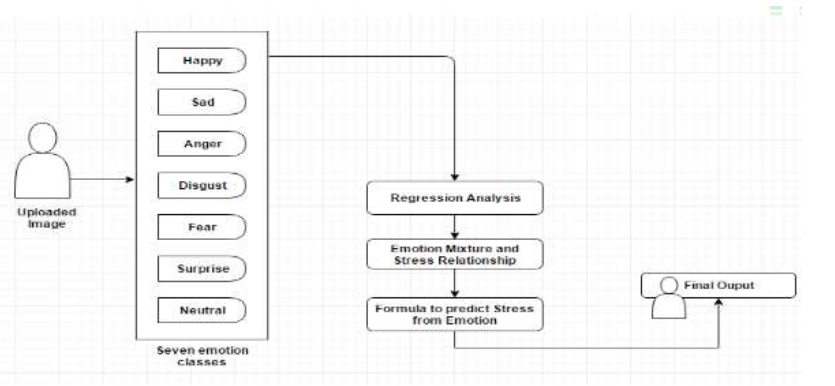 Happy
Sad
Anger
Disgust
Fear
Surprise
Neutral
Uploaded
Image
Seven emotion
classes
Regression Analysis
Emotion Mixture and
Stress Relationship
Formula to predict Stress
from Emotion
Final Ouput